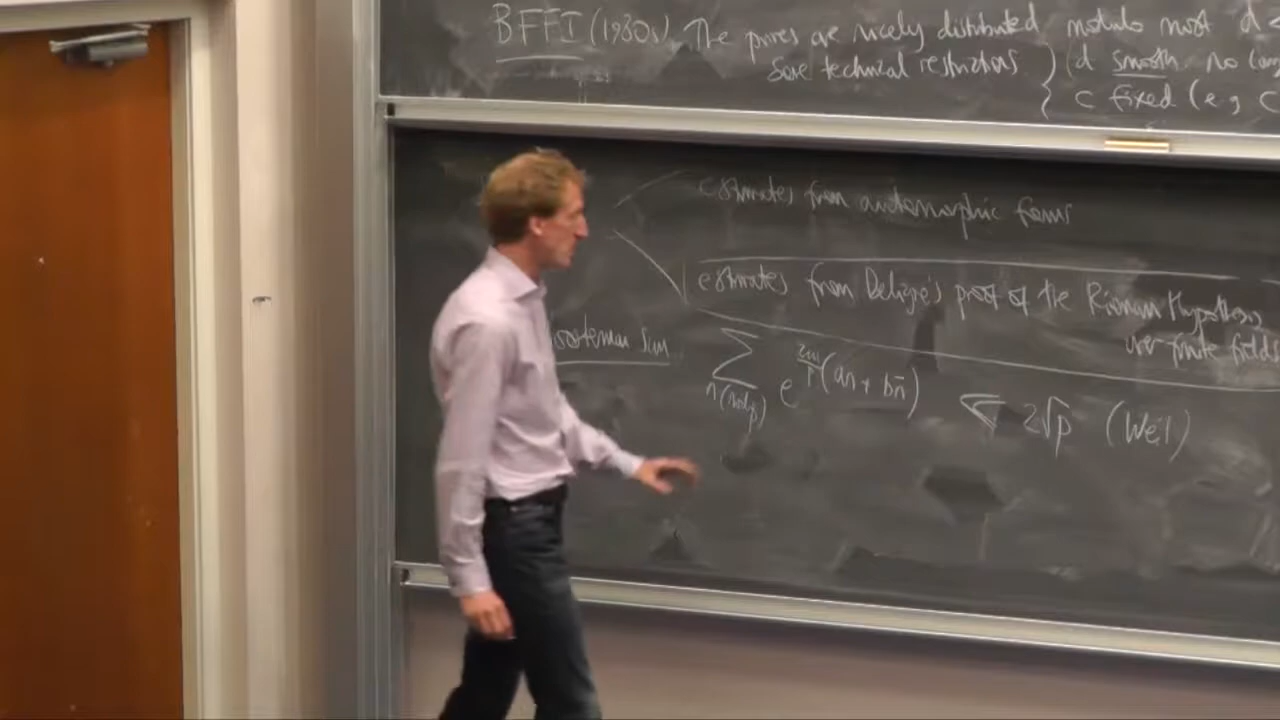 BFFI (1980s) The primes are nicely distributed modulo most d
some technical restrictions } (d smooth no
c fixed (e.g. c
estimates from automorphic forms
estimates from Deligne's proof of the Riemann Hypothesis
over finite fields
oosterman Sum ∑ n (mod p) e^{2πi/p (an + bn̄)} ≤ 2√p (Weil)